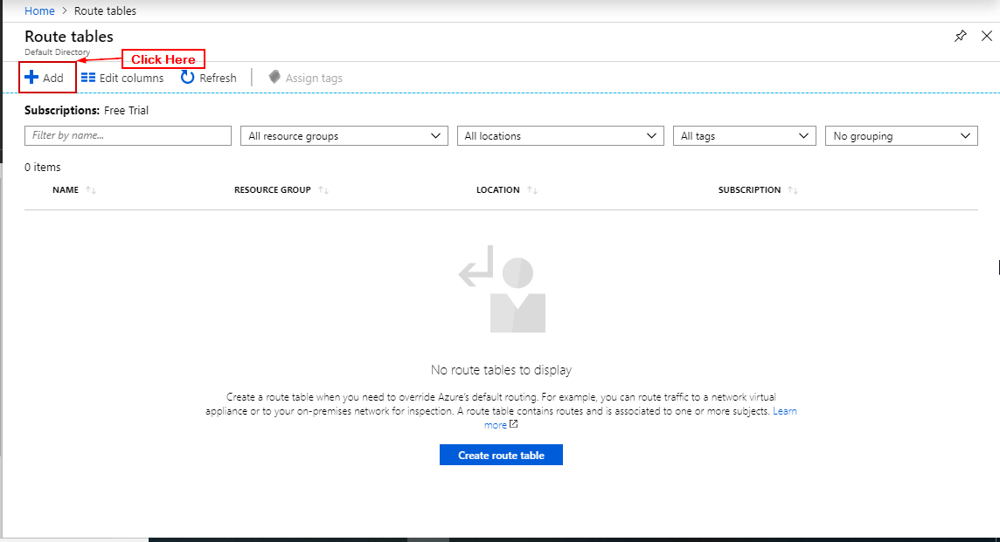 Home > Route tables
Route tables
Default Directory
Click Here
Add Edit columns Refresh Assign tags
Subscriptions: Free Trial
Filter by name... All resource groups All locations All tags No grouping
0 items
NAME RESOURCE GROUP LOCATION SUBSCRIPTION
No route tables to display
Create a route table when you need to override Azure's default routing. For example, you can route traffic to a network virtual
appliance or to your on-premises network for inspection. A route table contains routes and is associated to one or more subjects. Learn
more
Create route table